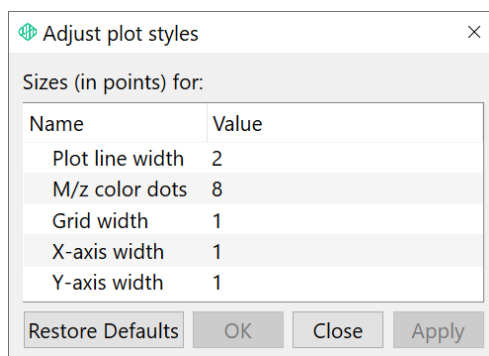 Adjust plot styles
Sizes (in points) for:
Name Value
Plot line width 2
M/z color dots 8
Grid width 1
X-axis width 1
Y-axis width 1
Restore Defaults OK Close Apply